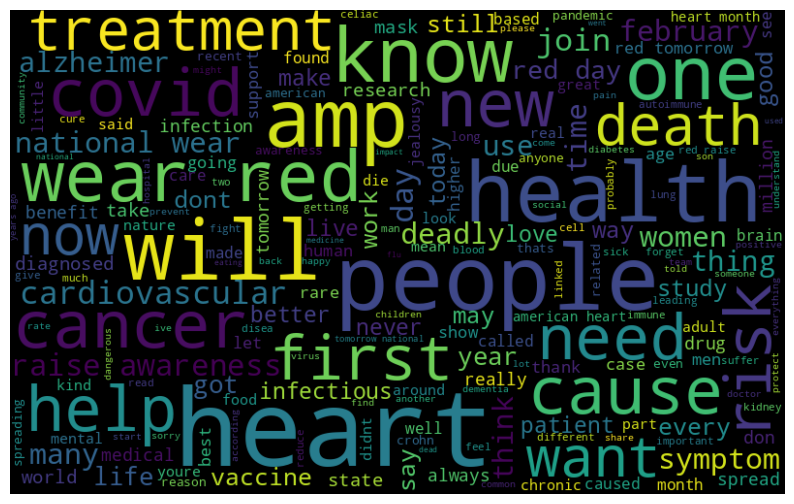 treatment
celiac
mask
still
based
please
pandemic
went
heart month
know
join
february
see
alzheimer
recent
might
found
support
make
red tomorrow
red day
one
good
covid
little
community
cure
said
american
research
great
new
amp
use
time
autoimmune
death
national wear
infection
going
awareness
jealousy
long
real
pain
used
wear red
care
national
hospital
two
impact
tomorrow
die
day
today
higher
due
come
anyone
diabetes
probably
age
red raise
son
million
understand
health
benefit
take
dont
years ago
prevent
nature
fight
getting
work
look
social
lung
now
will
live
human
man
deadly
love
way
women
brain
positive
diagnosed
made
medicine
back
eating
flu
happy
mean
blood
thats
cell
linked
related
sick
forget
team
told
someone
thing
everything
give
much
people
cardiovascular
rare
better
study
leading
risk
cancer
rate
ive
disea
children
virus
never
may
show
american heart
immune
called
need
adult
drug
protect
dangerous
let
tomorrow national
first
year
lot
thank
men
suffer
raise awareness
case
even
doctor
kind
read
got
infectious
around
really
dementia
cause
kidney
help
food
find
another
think
patient
part
every
don
spreading
mental
start
sorry
best
according
reduce
didnt
crohn
well
feel
say
different
share
important
many
medical
heart
want
symptom
world
life
youre
reason
vaccine
state
dead
always
common
chronic
caused
month
spread